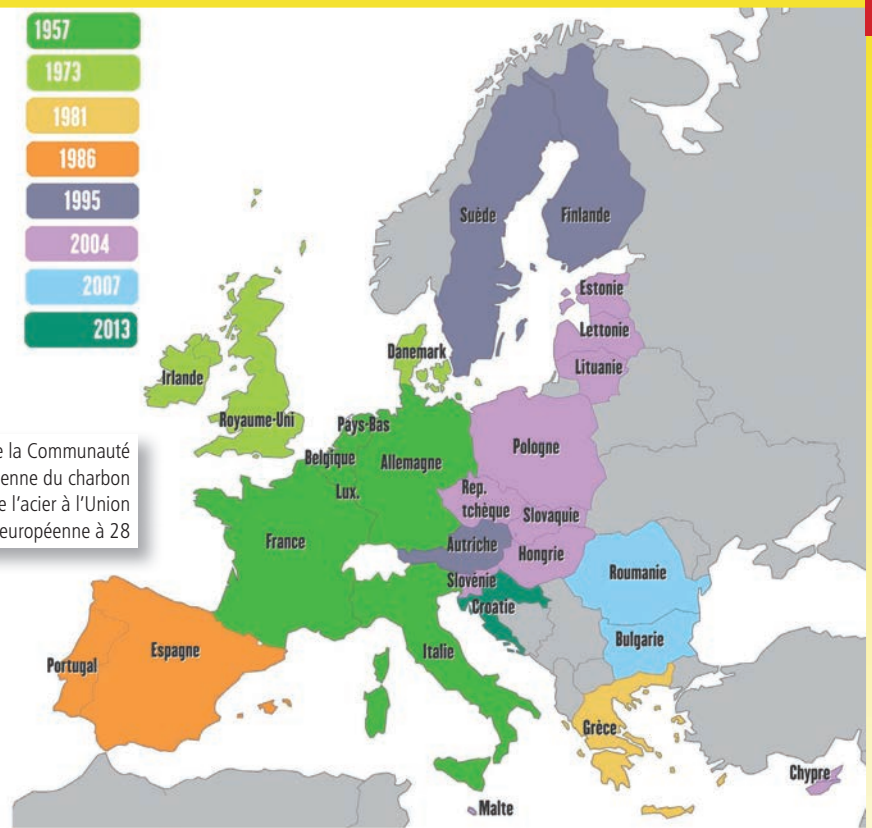 1957
1973
1981
1986
1995
2004
2007
2013
Suède
Finlande
Estonie
Lettonie
Lituanie
Danemark
Irlande
Royaume-Uni
Pays-Bas
Belgique
Allemagne
Lux.
Pologne
Rep.
tchèque
Slovaquie
France
Autriche
Hongrie
Slovénie
Croatie
Roumanie
Bulgarie
Italie
Espagne
Portugal
Grèce
Chypre
Malte
la Communauté
du charbon
l'acier à l'Union
européenne à 28